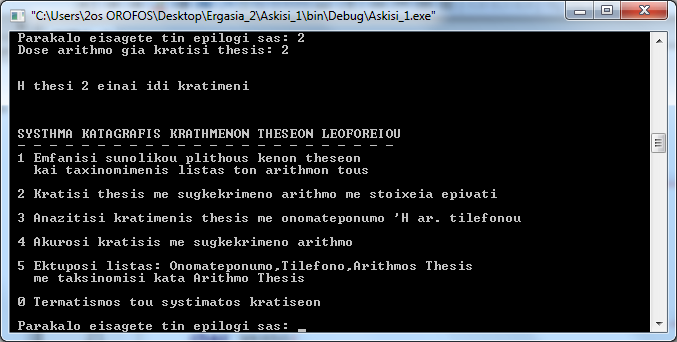 "C:\Users\2os OROFOS\Desktop\Ergasia_2\Askisi_1\bin\Debug\Askisi_1.exe"
Parakalo eisagete tin epilogi sas: 2
Dose arithmo gia kratisi thesis: 2
H thesi 2 einai idi kratimeni
SYSTHMA KATAGRAFIS KRATHMENON THESEON LEOFOREIOU
- - - - - - - - - - - - - - - - - - - - - - - -
1 Emfanisi sunolikou plithous kenon theseon
kai taxinomimenis listas ton arithmon tous
2 Kratisi thesis me sugkekrimeno arithmo me stoixeia epivati
3 Anazitisi kratimenis thesis me onomateponumo 'H ar. tilefonou
4 Akurosi kratisis me sugkekrimeno arithmo
5 Ektuposi listas: Onomateponumo,Tilefono,Arithmos Thesis
me taksinomisi kata Arithmo Thesis
0 Termatismos tou systimatos kratiseon
Parakalo eisagete tin epilogi sas: _